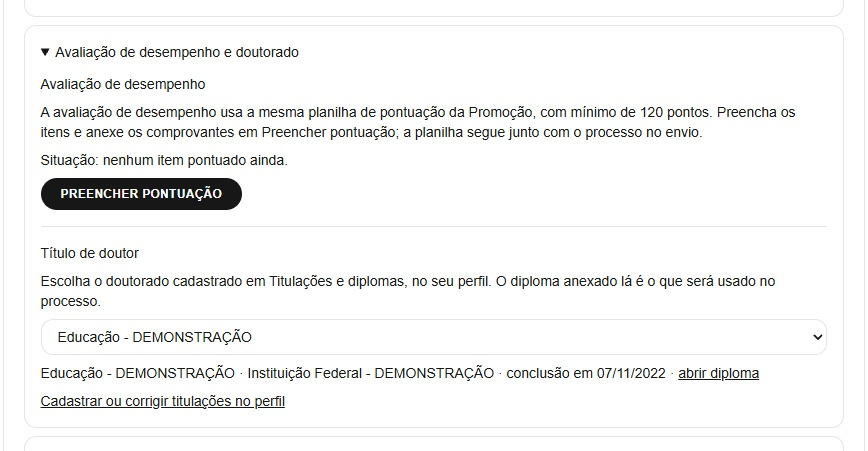 Avaliação de desempenho e doutorado
Avaliação de desempenho
A avaliação de desempenho usa a mesma planilha de pontuação da Promoção, com mínimo de 120 pontos. Preencha os
itens e anexe os comprovantes em Preencher pontuação; a planilha segue junto com o processo no envio.
Situação: nenhum item pontuado ainda.
PREENCHER PONTUAÇÃO
Título de doutor
Escolha o doutorado cadastrado em Titulações e diplomas, no seu perfil. O diploma anexado lá é o que será usado no
processo.
Educação - DEMONSTRAÇÃO
Educação - DEMONSTRAÇÃO · Instituição Federal - DEMONSTRAÇÃO · conclusão em 07/11/2022 · abrir diploma
Cadastrar ou corrigir titulações no perfil